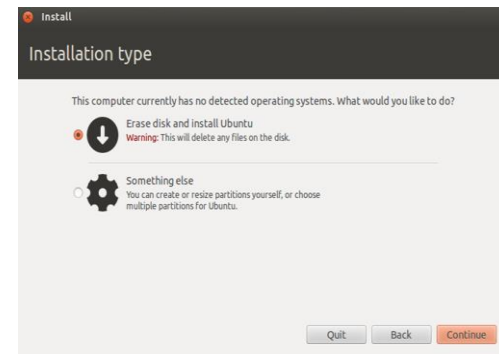 Install
Installation type
This computer currently has no detected operating systems. What would you like to do?
Erase disk and install Ubuntu
Warning: This will delete any files on the disk.
Something else
You can create or resize partitions yourself, or choose
multiple partitions for Ubuntu.
Quit Back Continue